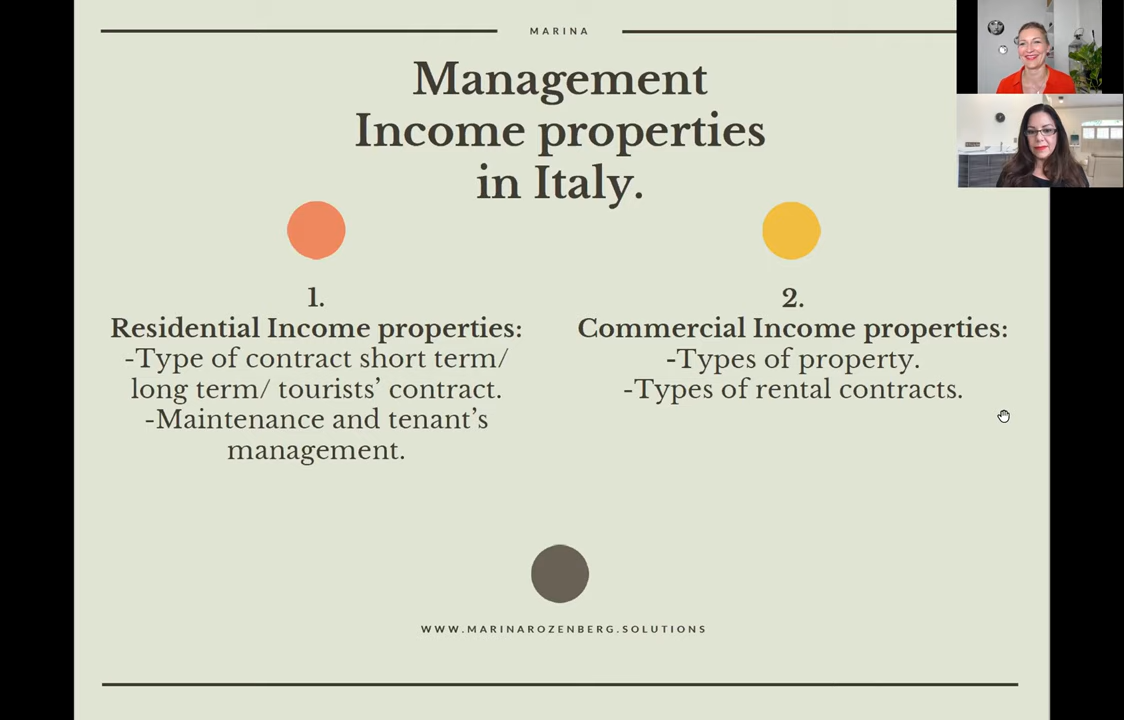 MARINA
Management
Income properties
in Italy.
1.
Residential Income properties:
-Type of contract short term/
long term/ tourists’ contract.
-Maintenance and tenant’s
management.
2.
Commercial Income properties:
-Types of property.
-Types of rental contracts.
WWW.MARINAROZENBERG.SOLUTIONS